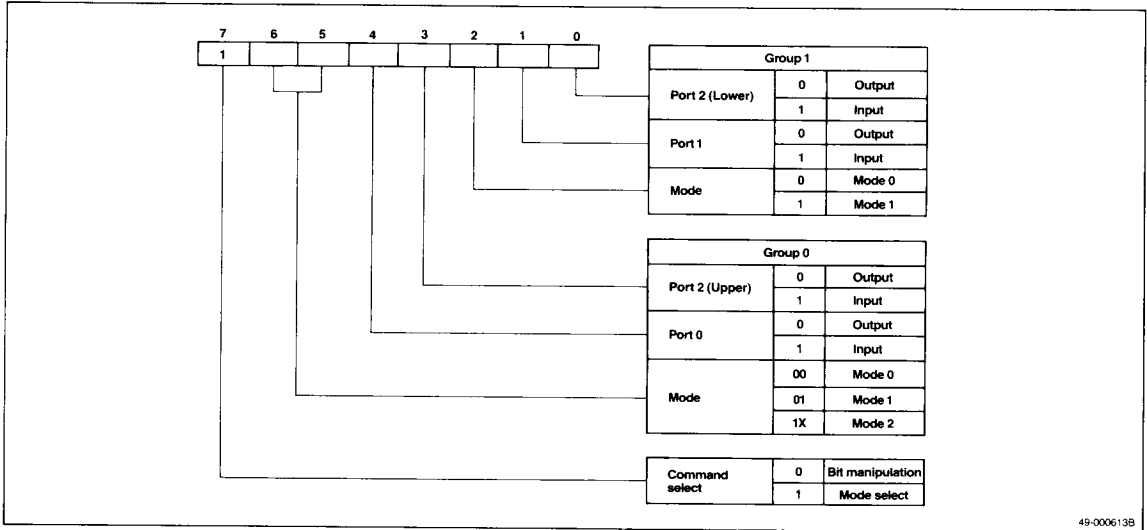 7 6 5 4 3 2 1 0
1
Group 1
Port 2 (Lower) 0 Output
1 Input
Port 1 0 Output
1 Input
Mode 0 Mode 0
1 Mode 1
Group 0
Port 2 (Upper) 0 Output
1 Input
Port 0 0 Output
1 Input
Mode 00 Mode 0
01 Mode 1
1X Mode 2
Command select 0 Bit manipulation
1 Mode select
49-000613B